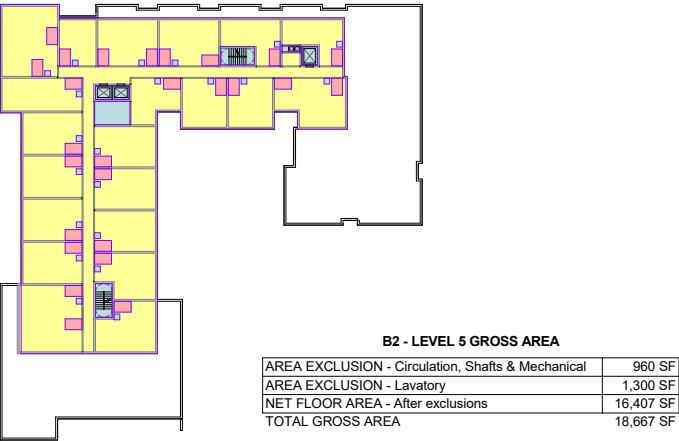 B2 - LEVEL 5 GROSS AREA
AREA EXCLUSION - Circulation, Shafts & Mechanical 960 SF
AREA EXCLUSION - Lavatory 1,300 SF
NET FLOOR AREA - After exclusions 16,407 SF
TOTAL GROSS AREA 18,667 SF